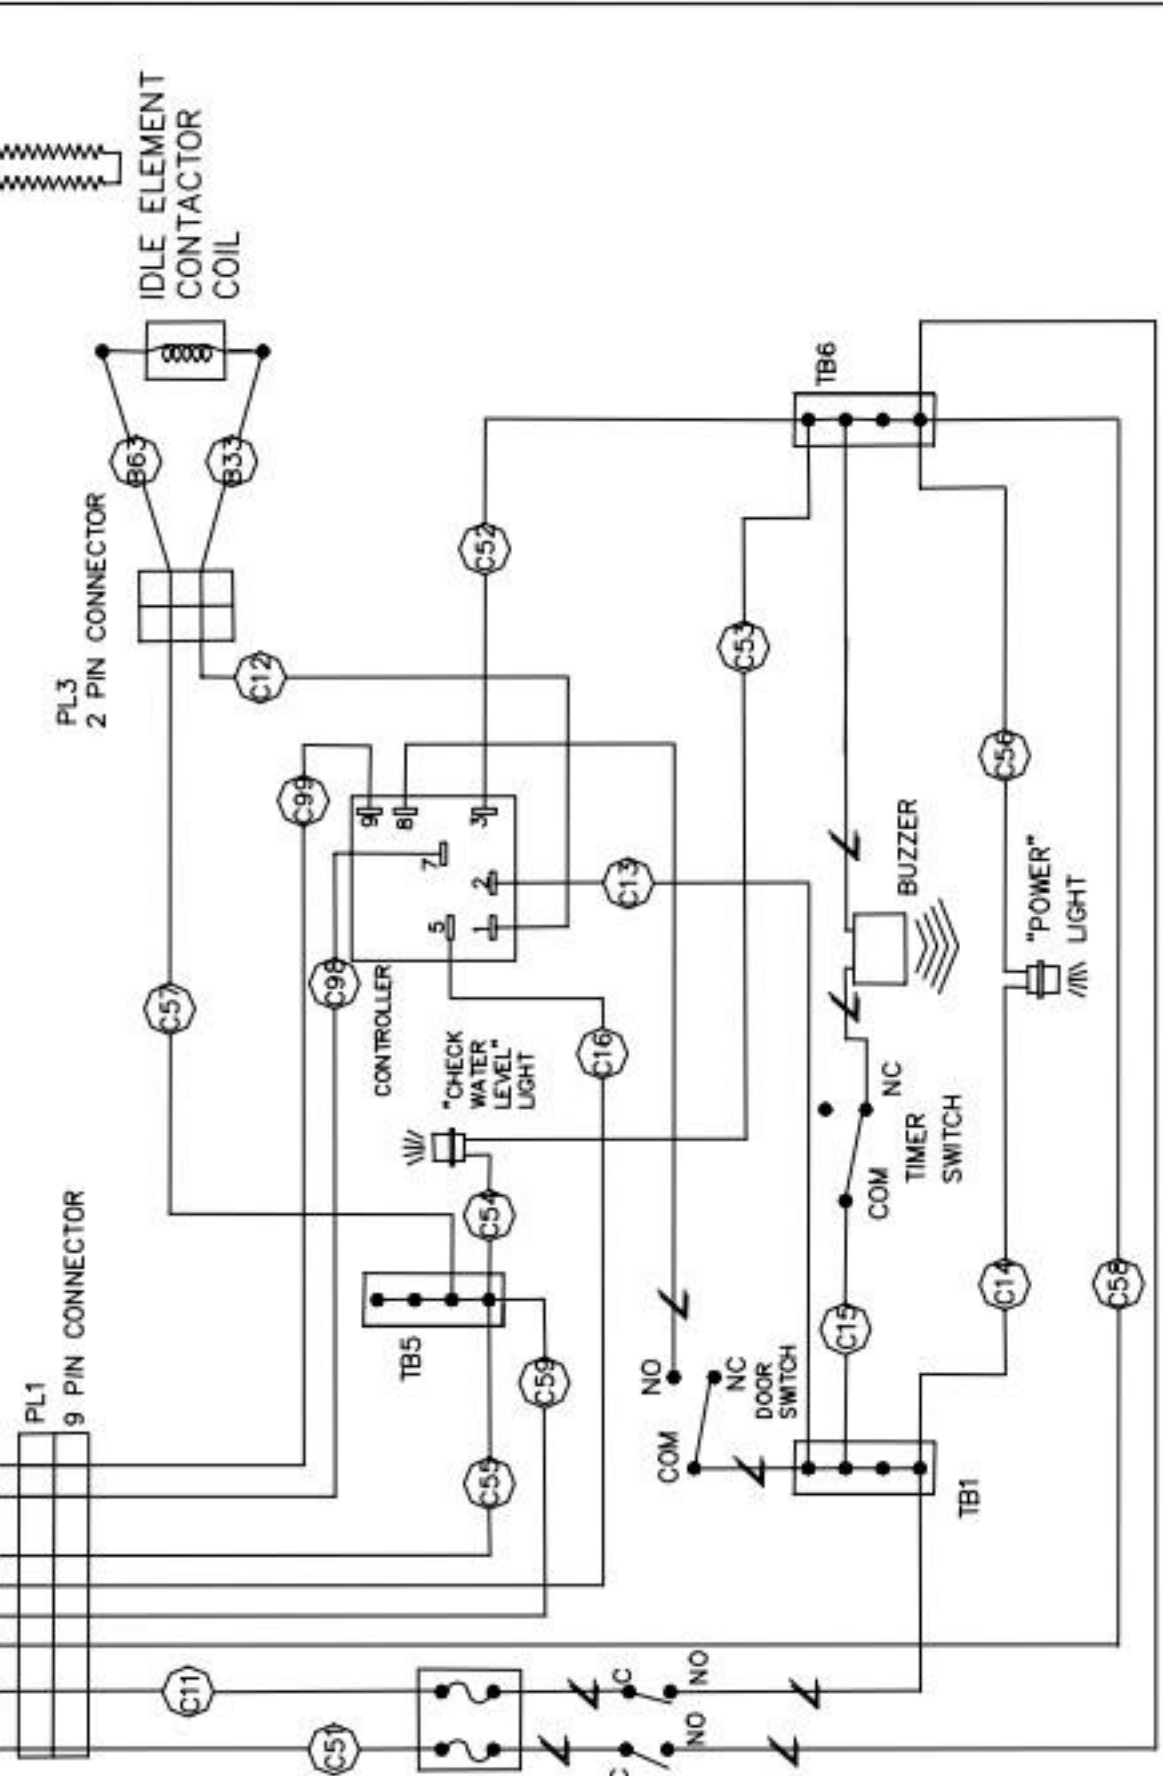 IDLE ELEMENT
CONTACTOR
COIL
B63
B33
PL3
2 PIN CONNECTOR
TB6
C52
C12
C53
C99
C56
9
8
3
7
2
5
1
C13
BUZZER
"POWER"
LIGHT
C98
C57
CONTROLLER
"CHECK
WATER
LEVEL"
LIGHT
C16
NC
COM
TIMER
SWITCH
C54
PL1
9 PIN CONNECTOR
TB5
C59
C15
C14
C58
NO
NC
DOOR
SWITCH
COM
C55
TB1
C11
C
NO
C51
NO
C